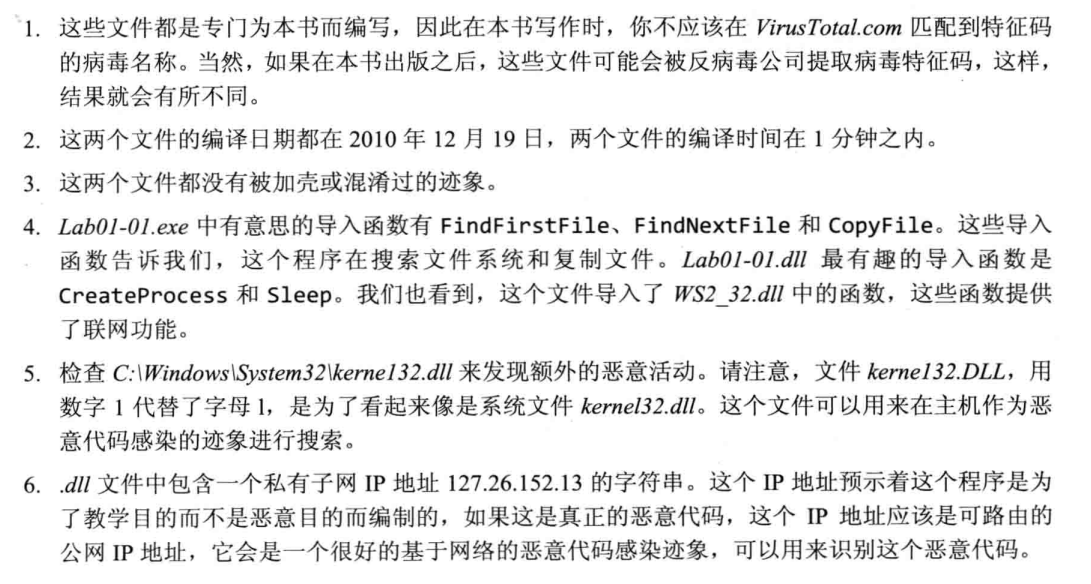 1. 这些文件都是专门为本书而编写，因此在本书写作时，你不应该在 VirusTotal.com 匹配到特征码
的病毒名称。当然，如果在本书出版之后，这些文件可能会被反病毒公司提取病毒特征码，这样，
结果就会有所不同。
2. 这两个文件的编译日期都在 2010 年 12 月 19 日，两个文件的编译时间在 1 分钟之内。
3. 这两个文件都没有被加壳或混淆过的迹象。
4. Lab01-01.exe 中有意思的导入函数有 FindFirstFile、FindNextFile 和 CopyFile。这些导入
函数告诉我们，这个程序在搜索文件系统和复制文件。Lab01-01.dll 最有趣的导入函数是
CreateProcess 和 Sleep。我们也看到，这个文件导入了 WS2_32.dll 中的函数，这些函数提供
了联网功能。
5. 检查 C:\Windows\System32\kerne132.dll 来发现额外的恶意活动。请注意，文件 kerne132.DLL，用
数字 1 代替了字母 l，是为了看起来像是系统文件 kernel32.dll。这个文件可以用来在主机作为恶
意代码感染的迹象进行搜索。
6. .dll 文件中包含一个私有子网 IP 地址 127.26.152.13 的字符串。这个 IP 地址预示着这个程序是为
了教学目的而不是恶意目的而编制的，如果这是真正的恶意代码，这个 IP 地址应该是可路由的
公网 IP 地址，它会是一个很好的基于网络的恶意代码感染迹象，可以用来识别这个恶意代码。